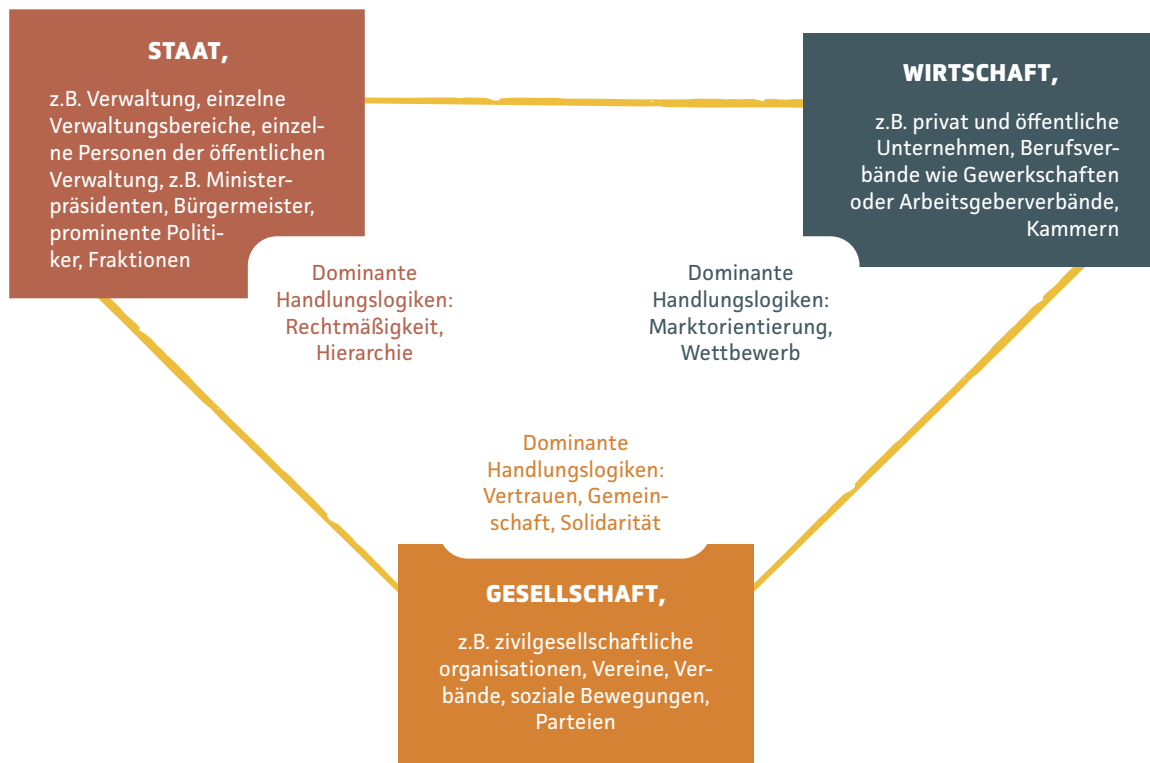 STAAT,
z.B. Verwaltung, einzelne
Verwaltungsbereiche, einzel-
ne Personen der öffentlichen
Verwaltung, z.B. Minister-
präsidenten, Bürgermeister,
prominente Politi-
ker, Fraktionen
WIRTSCHAFT,
z.B. privat und öffentliche
Unternehmen, Berufsver-
bände wie Gewerkschaften
oder Arbeitsgeberverbände,
Kammern
Dominante
Handlungslogiken:
Rechtmäßigkeit,
Hierarchie
Dominante
Handlungslogiken:
Marktorientierung,
Wettbewerb
Dominante
Handlungslogiken:
Vertrauen, Gemein-
schaft, Solidarität
GESELLSCHAFT,
z.B. zivilgesellschaftliche
organisationen, Vereine, Ver-
bände, soziale Bewegungen,
Parteien